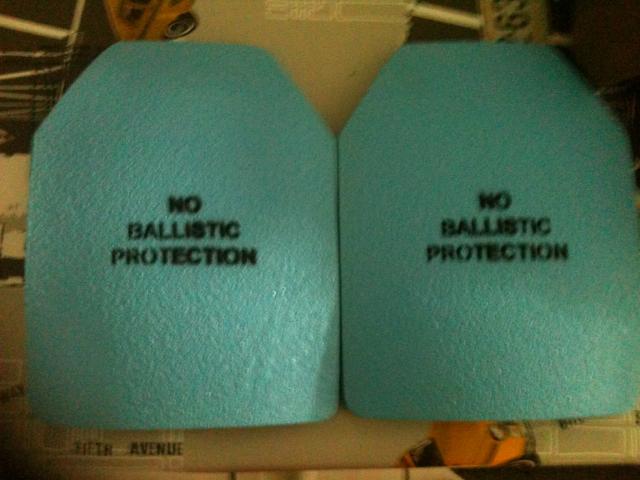 NO
BALLISTIC
PROTECTION
NO
BALLISTIC
PROTECTION
FIFTH AVENUE